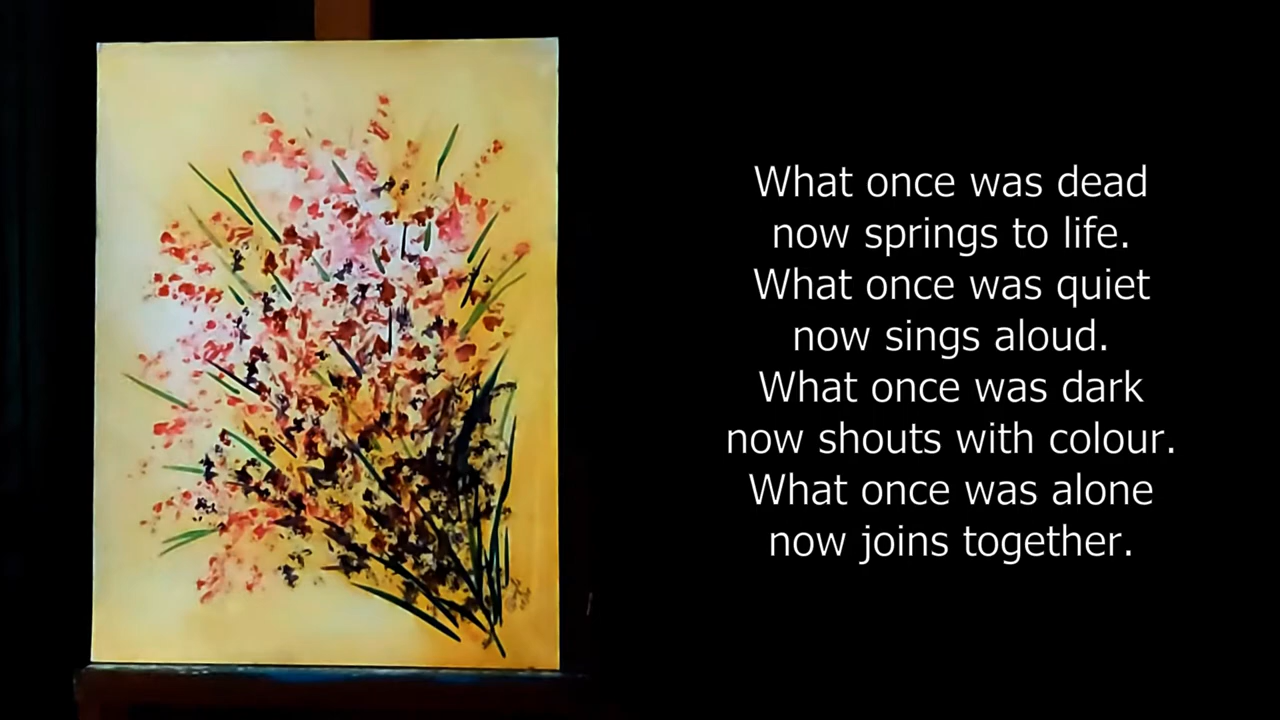 What once was dead
now springs to life.
What once was quiet
now sings aloud.
What once was dark
now shouts with colour.
What once was alone
now joins together.